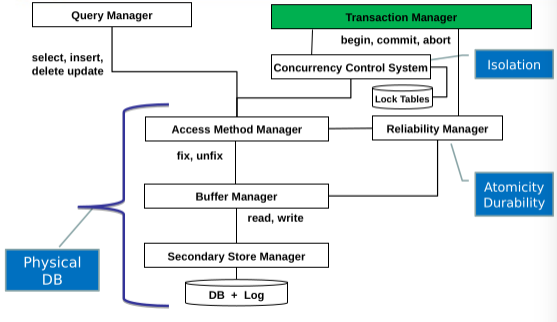 Query Manager
Transaction Manager
select, insert,
delete update
begin, commit, abort
Concurrency Control System
Isolation
Lock Tables
Access Method Manager
Reliability Manager
fix, unfix
Buffer Manager
Atomicity
Durability
read, write
Secondary Store Manager
Physical
DB
DB + Log